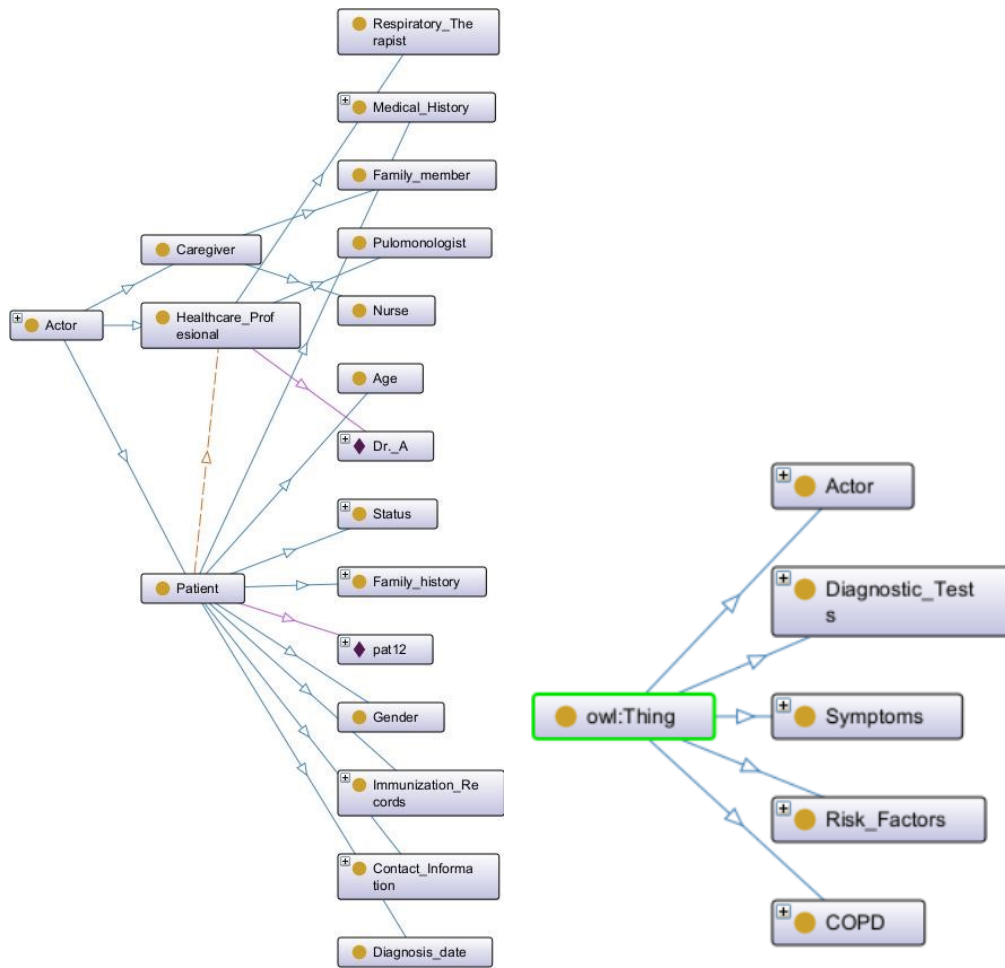 Respiratory_The
rapist
Medical_History
Family_member
Caregiver
Pulomonologist
Actor
Healthcare_Prof
esional
Nurse
Age
Dr._A
Status
Patient
Family_history
pat12
Gender
Immunization_Re
cords
Contact_Informa
tion
Diagnosis_date
Actor
Diagnostic_Test
s
owl:Thing
Symptoms
Risk_Factors
COPD